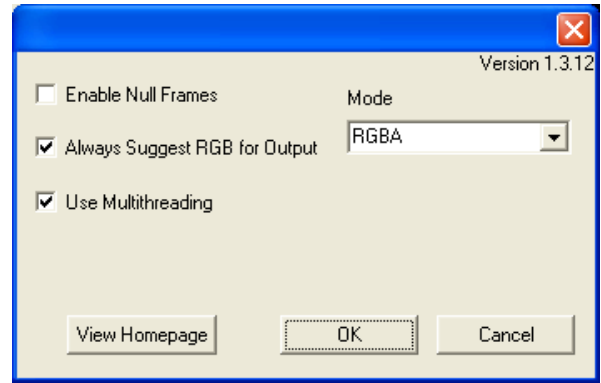 Version 1.3.12
Enable Null Frames
Mode
Always Suggest RGB for Output
RGBA
Use Multithreading
View Homepage
OK
Cancel